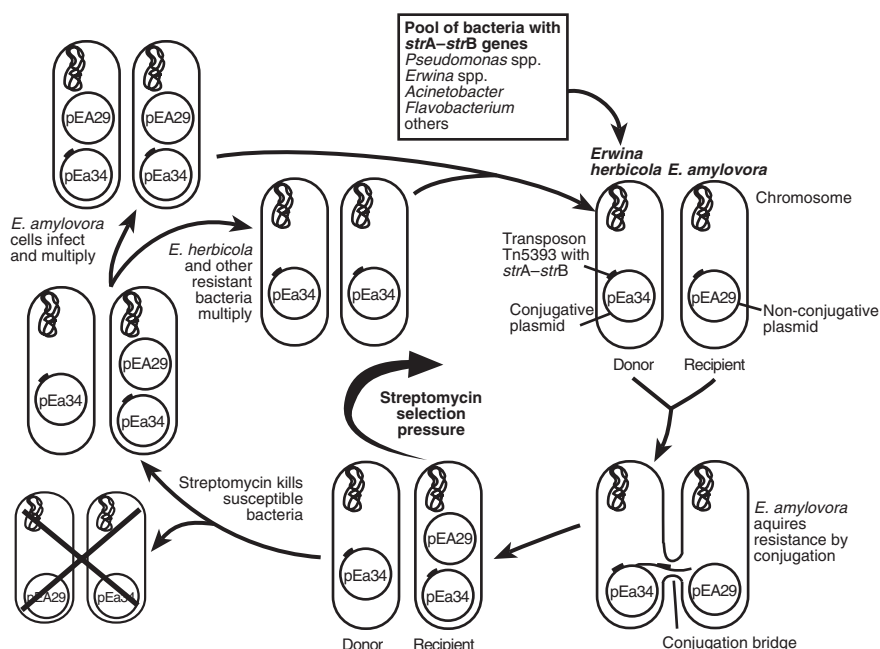 Pool of bacteria with
strA–strB genes
Pseudomonas spp.
Erwina spp.
Acinetobacter
Flavobacterium
others
pEA29
pEA29
pEa34
pEa34
E. amylovora
cells infect
and multiply
E. herbicola
and other
resistant
bacteria
multiply
pEa34
pEa34
Erwina
herbicola E. amylovora
Chromosome
Transposon
Tn5393 with
strA–strB
pEa34
pEA29
Conjugative
plasmid
Non-conjugative
plasmid
Donor
Recipient
pEa34
pEA29
pEa34
Streptomycin
selection
pressure
Streptomycin kills
susceptible
bacteria
pEA29
pEa34
pEa34
pEA29
pEa34
Donor
Recipient
E. amylovora
aquires
resistance by
conjugation
pEa34
pEA29
Conjugation bridge